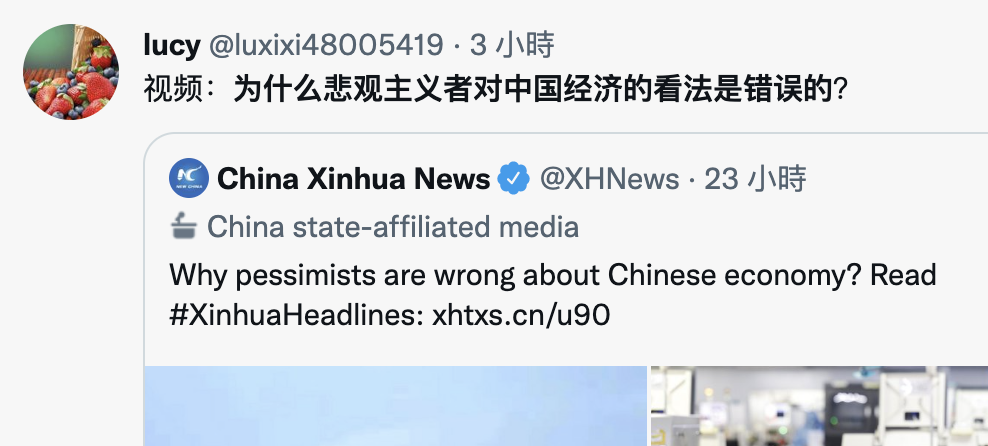 lucy @luxixi48005419 · 3 小時
视频：为什么悲观主义者对中国经济的看法是错误的?
China Xinhua News @XHNews · 23 小時
China state-affiliated media
Why pessimists are wrong about Chinese economy? Read
#XinhuaHeadlines: xhtxs.cn/u90
NEW CHINA